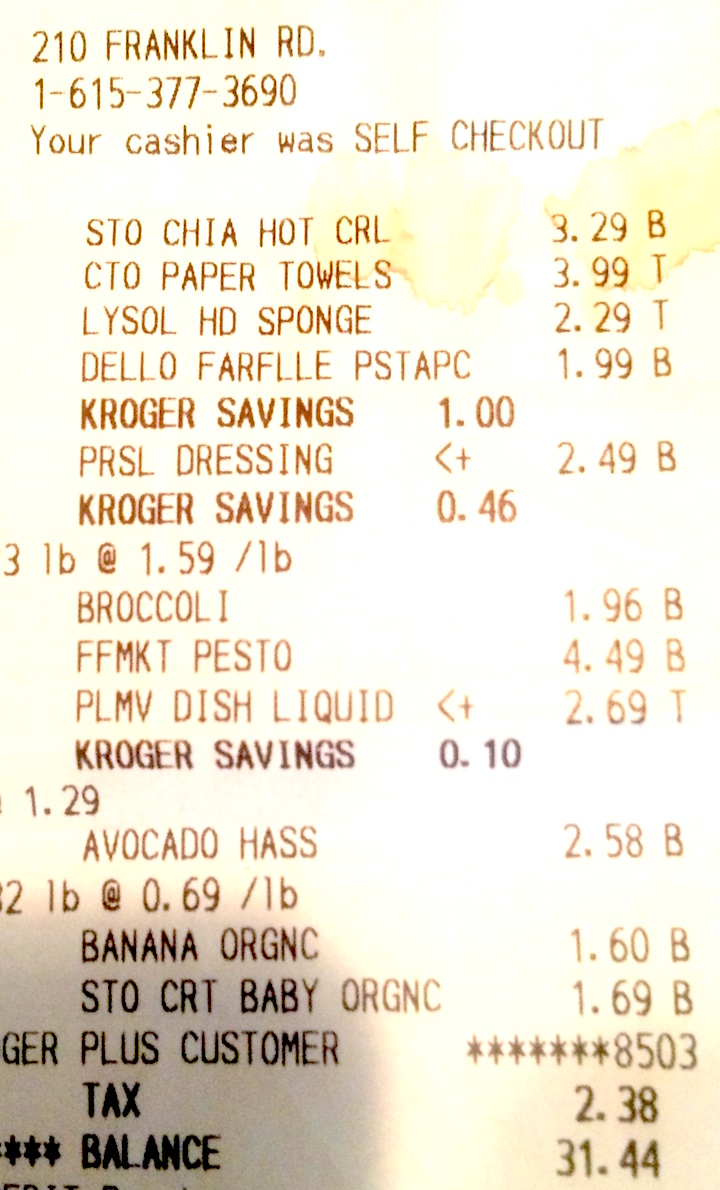 210 FRANKLIN RD.
1-615-377-3690
Your cashier was SELF CHECKOUT
STO CHIA HOT CRL 3.29 B
CTO PAPER TOWELS 3.99 T
LYSOL HD SPONGE 2.29 T
DELLO FARFLLE PSTAPC 1.99 B
KROGER SAVINGS 1.00
PRSL DRESSING <+ 2.49 B
KROGER SAVINGS 0.46
3 lb @ 1.59 /lb
BROCCOLI 1.96 B
FFMKT PESTO 4.49 B
PLMV DISH LIQUID <+ 2.69 T
KROGER SAVINGS 0.10
@ 1.29
AVOCADO HASS 2.58 B
32 lb @ 0.69 /lb
BANANA ORGNC 1.60 B
STO CRT BABY ORGNC 1.69 B
GER PLUS CUSTOMER *******8503
TAX 2.38
**** BALANCE 31.44